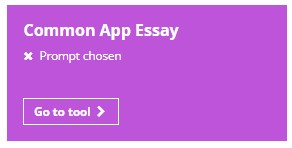 Common App Essay
✖ Prompt chosen
Go to tool ❯